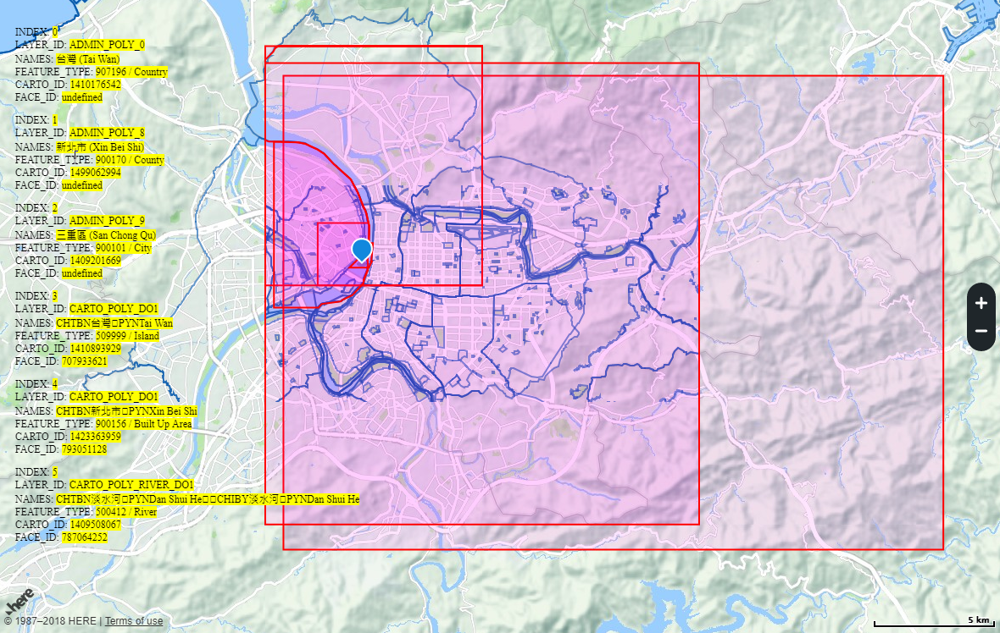 INDEX: 0
LAYER_ID: ADMIN_POLY_0
NAMES: 台灣 (Tai Wan)
FEATURE_TYPE: 907196 / Country
CARTO_ID: 1410176542
FACE_ID: undefined
INDEX: 1
LAYER_ID: ADMIN_POLY_8
NAMES: 新北市 (Xin Bei Shi)
FEATURE_TYPE: 900170 / County
CARTO_ID: 1499062994
FACE_ID: undefined
INDEX: 2
LAYER_ID: ADMIN_POLY_9
NAMES: 三重區 (San Chong Qu)
FEATURE_TYPE: 900101 / City
CARTO_ID: 1409201669
FACE_ID: undefined
INDEX: 3
LAYER_ID: CARTO_POLY_DO1
NAMES: CHTBN台灣□PYNTai Wan
FEATURE_TYPE: 509999 / Island
CARTO_ID: 1410893929
FACE_ID: 707933621
INDEX: 4
LAYER_ID: CARTO_POLY_DO1
NAMES: CHTBN新北市□PYNXin Bei Shi
FEATURE_TYPE: 900156 / Built Up Area
CARTO_ID: 1423363959
FACE_ID: 793051128
INDEX: 5
LAYER_ID: CARTO_POLY_RIVER_DO1
NAMES: CHTBN淡水河□PYNDan Shui He□□CHIBY淡水河□PYNDan Shui He
FEATURE_TYPE: 500412 / River
CARTO_ID: 1409508067
FACE_ID: 787064252
here
© 1987–2018 HERE | Terms of use
5 km